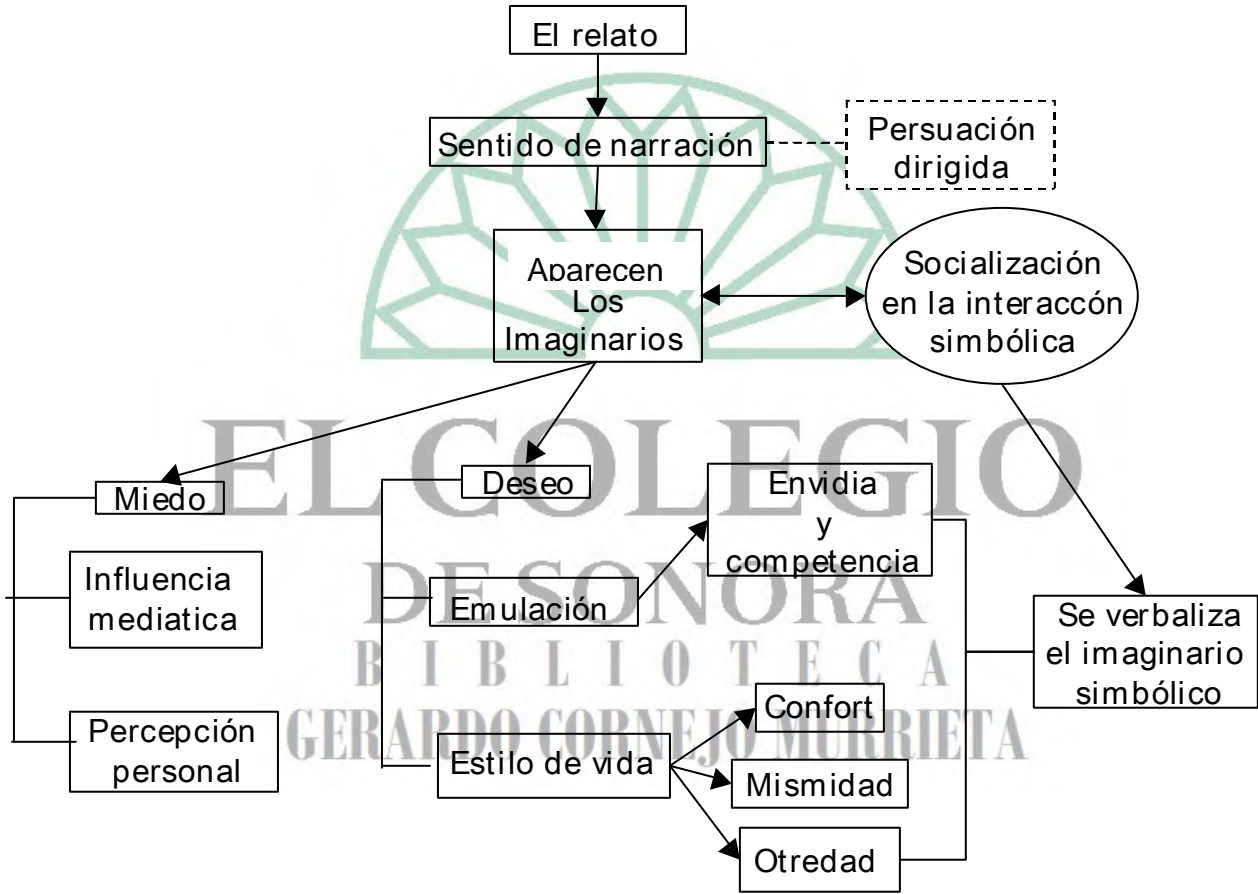 El relato
Sentido de narración
Persuación
dirigida
Aparecen
Los
Imaginarios
Socialización
en la interaccón
simbólica
Miedo
Deseo
Envidia
y
competencia
Influencia
mediatica
Emulación
Se verbaliza
el imaginario
simbólico
Percepción
personal
Estilo de vida
Confort
Mismidad
Otredad
EL COLEGIO
DE SONORA
BIBLIOTECA
GERARDO CORNEJO MURRIETA